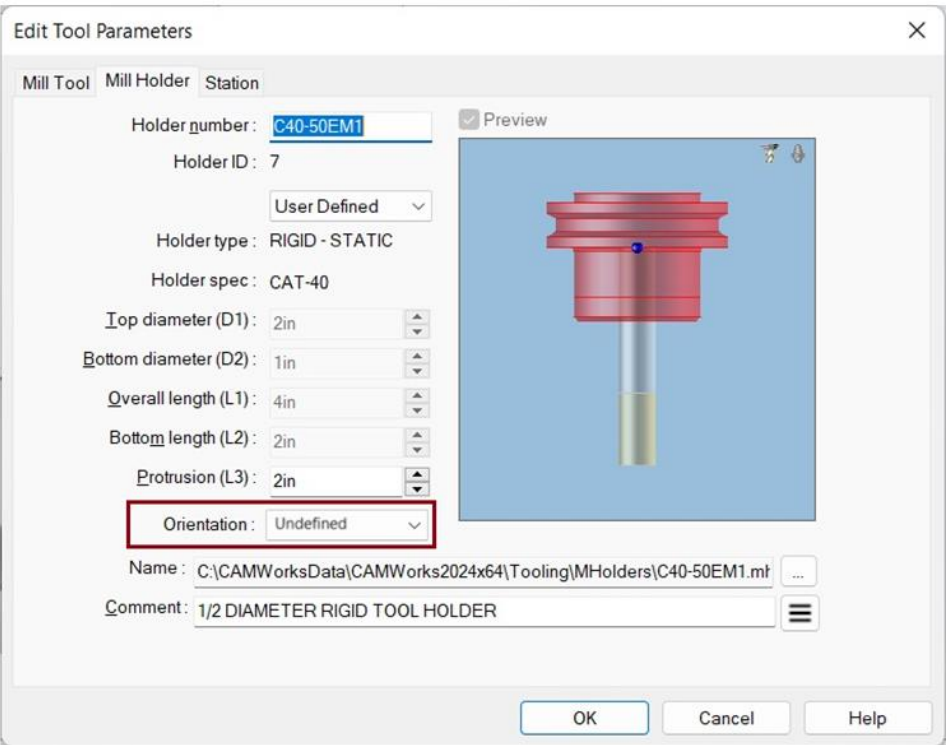 Edit Tool Parameters
Mill Tool Mill Holder Station
Holder number : C40-50EM1
Preview
Holder ID : 7
User Defined
Holder type : RIGID - STATIC
Holder spec : CAT-40
Top diameter (D1) : 2in
Bottom diameter (D2) : 1in
Overall length (L1) : 4in
Bottom length (L2) : 2in
Protrusion (L3) : 2in
Orientation : Undefined
Name : C:\CAMWorksData\CAMWorks2024x64\Tooling\MHolders\C40-50EM1.mh ...
Comment : 1/2 DIAMETER RIGID TOOL HOLDER
OK Cancel Help